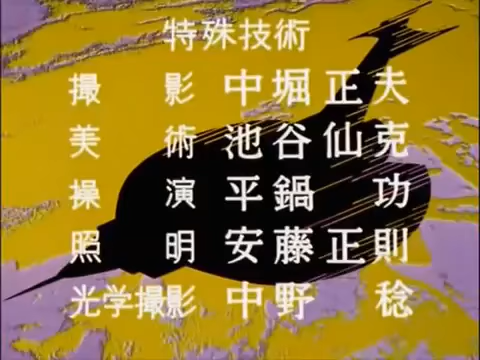 特殊技術
撮影 中堀正夫
美術 池谷仙克
操演 平鍋功
照明 安藤正則
光学撮影 中野稔